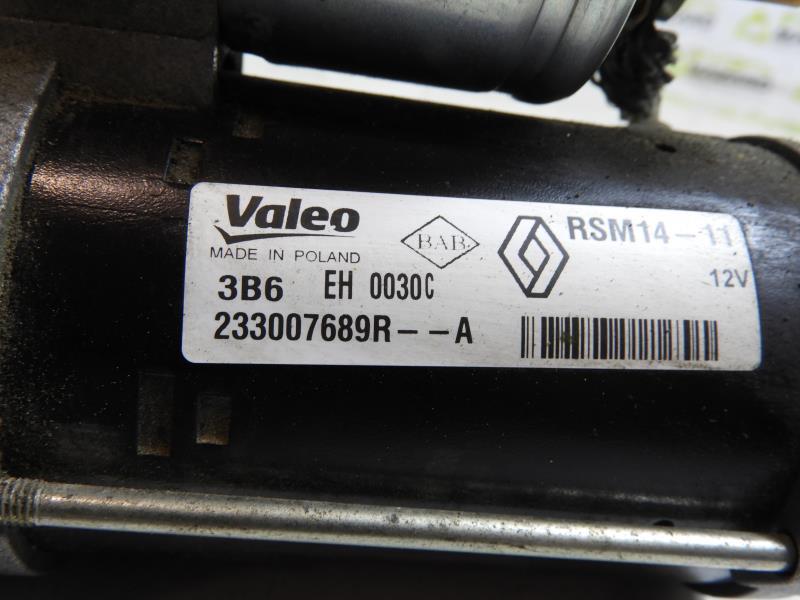 Valeo
MADE IN POLAND
BAB
RSM14-11
12V
3B6 EH 0030C
233007689R--A